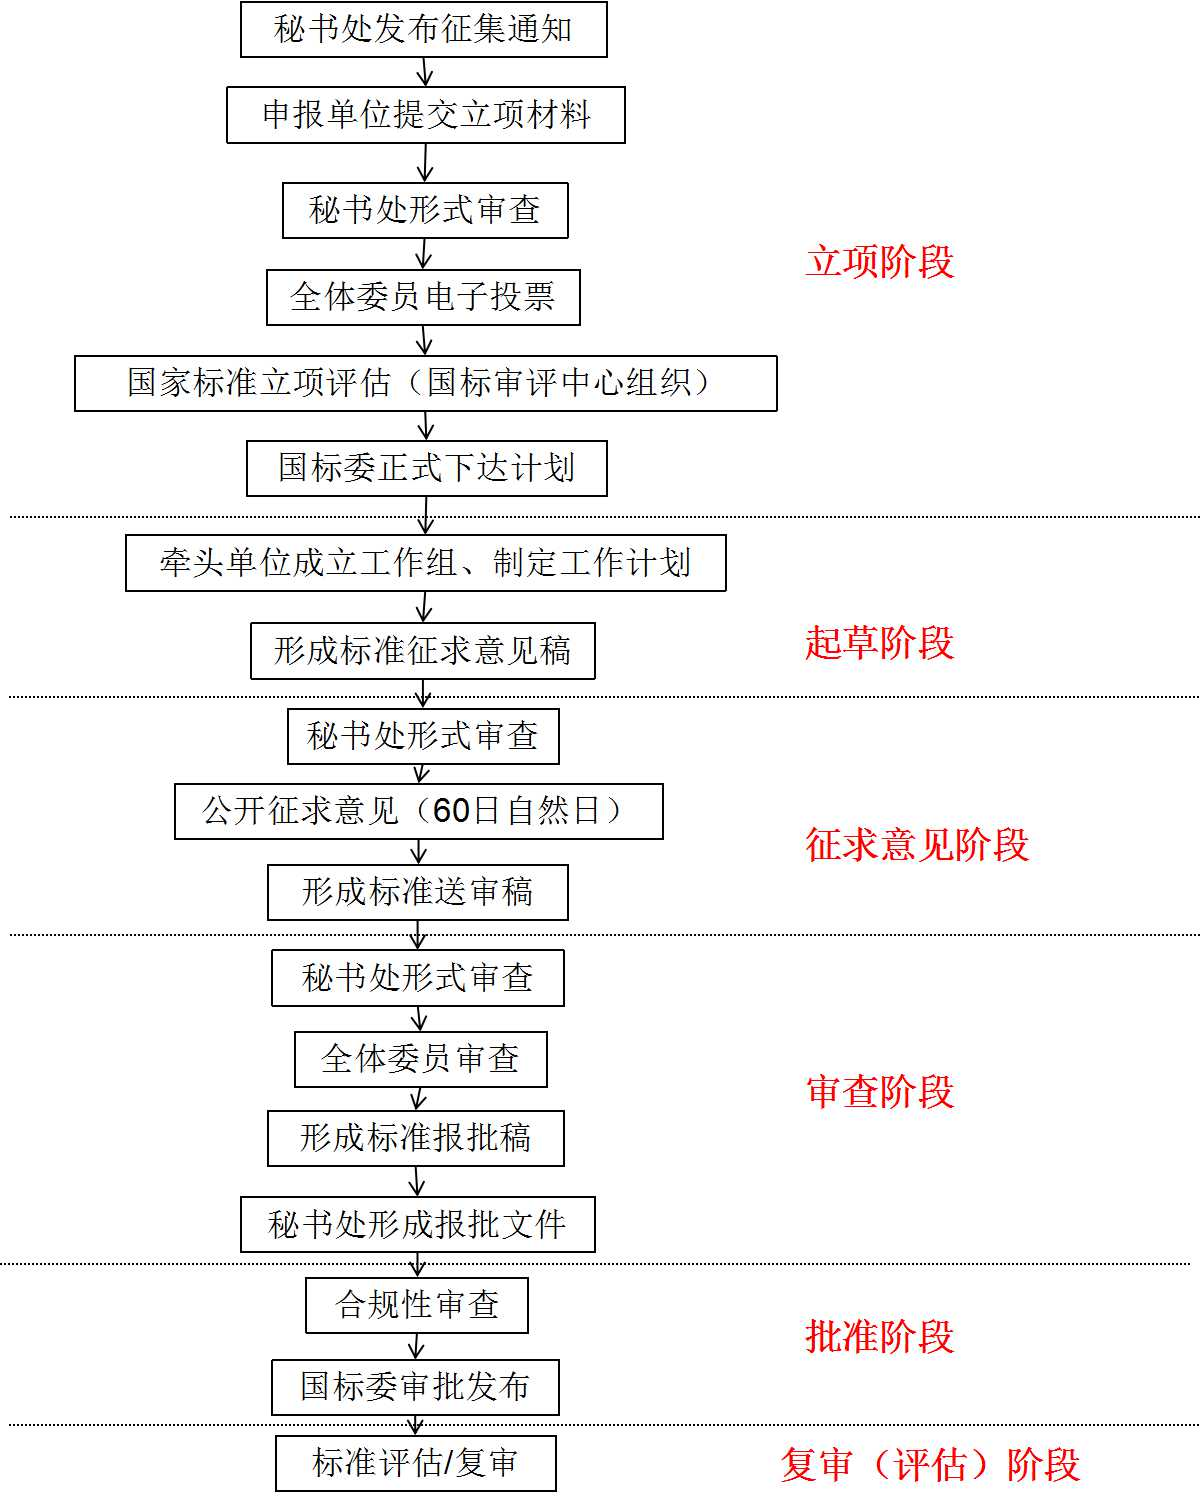 秘书处发布征集通知
申报单位提交立项材料
秘书处形式审查
立项阶段
全体委员电子投票
国家标准立项评估（国标审评中心组织）
国标委正式下达计划
牵头单位成立工作组、制定工作计划
起草阶段
形成标准征求意见稿
秘书处形式审查
公开征求意见（60日自然日）
征求意见阶段
形成标准送审稿
秘书处形式审查
全体委员审查
审查阶段
形成标准报批稿
秘书处形成报批文件
合规性审查
批准阶段
国标委审批发布
标准评估/复审
复审（评估）阶段